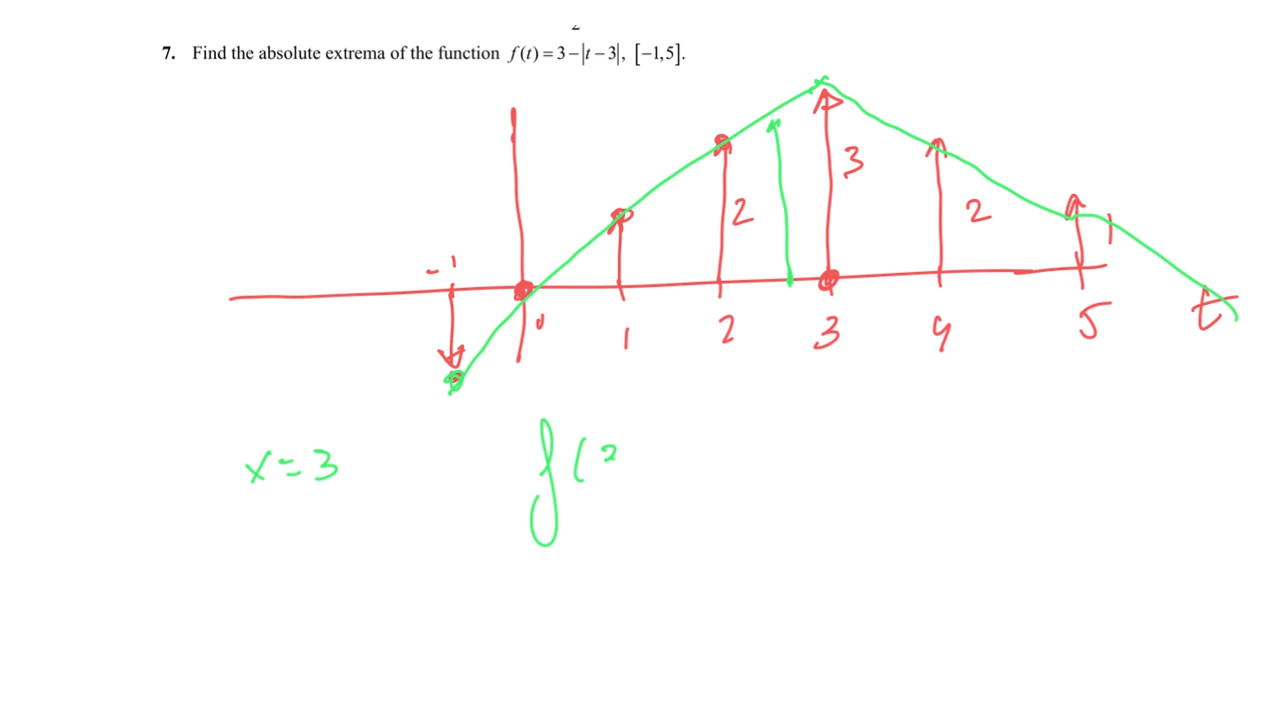 7. Find the absolute extrema of the function f(t) = 3 − |t − 3|, [−1,5].
3
2
2
1
-1
0
1
2
3
4
5
t
x = 3
f(